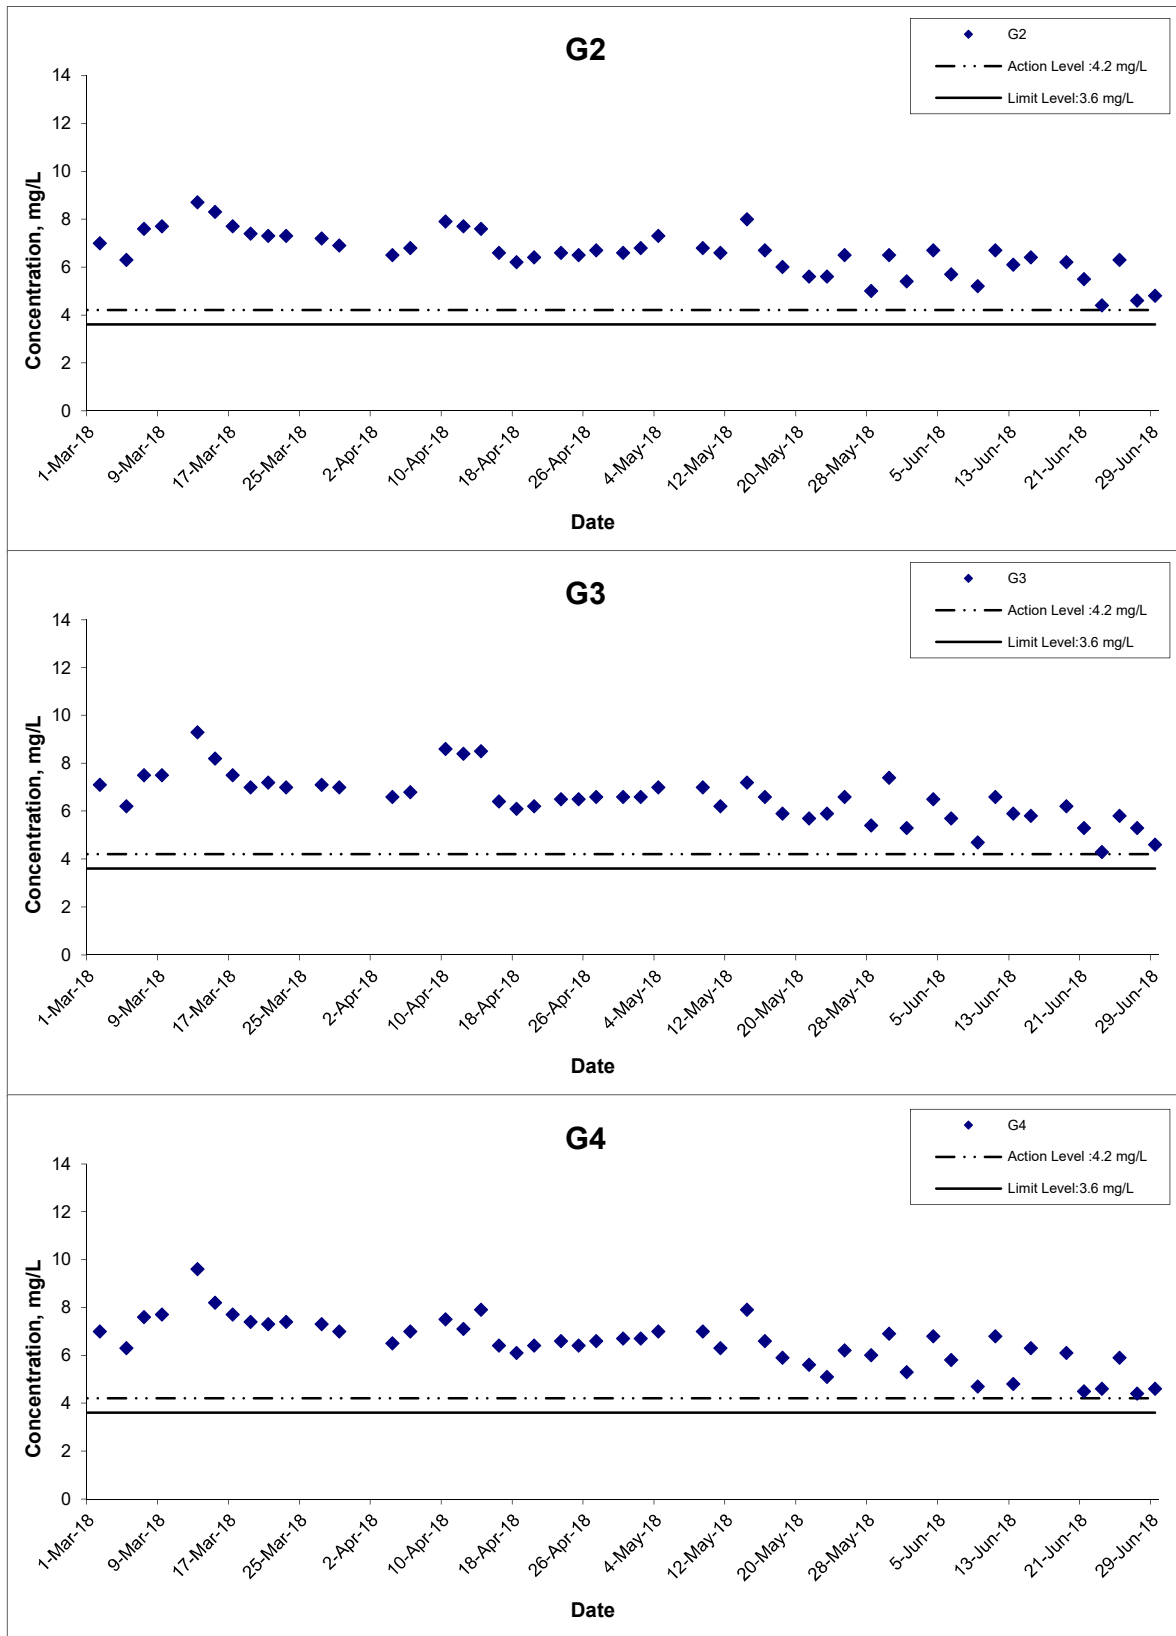 G2
G2
Action Level :4.2 mg/L
Limit Level:3.6 mg/L
Concentration, mg/L
14
12
10
8
6
4
2
0
1-Mar-18
9-Mar-18
17-Mar-18
25-Mar-18
2-Apr-18
10-Apr-18
18-Apr-18
26-Apr-18
4-May-18
12-May-18
20-May-18
28-May-18
5-Jun-18
13-Jun-18
21-Jun-18
29-Jun-18
Date
G3
G3
Action Level :4.2 mg/L
Limit Level:3.6 mg/L
Concentration, mg/L
14
12
10
8
6
4
2
0
1-Mar-18
9-Mar-18
17-Mar-18
25-Mar-18
2-Apr-18
10-Apr-18
18-Apr-18
26-Apr-18
4-May-18
12-May-18
20-May-18
28-May-18
5-Jun-18
13-Jun-18
21-Jun-18
29-Jun-18
Date
G4
G4
Action Level :4.2 mg/L
Limit Level:3.6 mg/L
Concentration, mg/L
14
12
10
8
6
4
2
0
1-Mar-18
9-Mar-18
17-Mar-18
25-Mar-18
2-Apr-18
10-Apr-18
18-Apr-18
26-Apr-18
4-May-18
12-May-18
20-May-18
28-May-18
5-Jun-18
13-Jun-18
21-Jun-18
29-Jun-18
Date